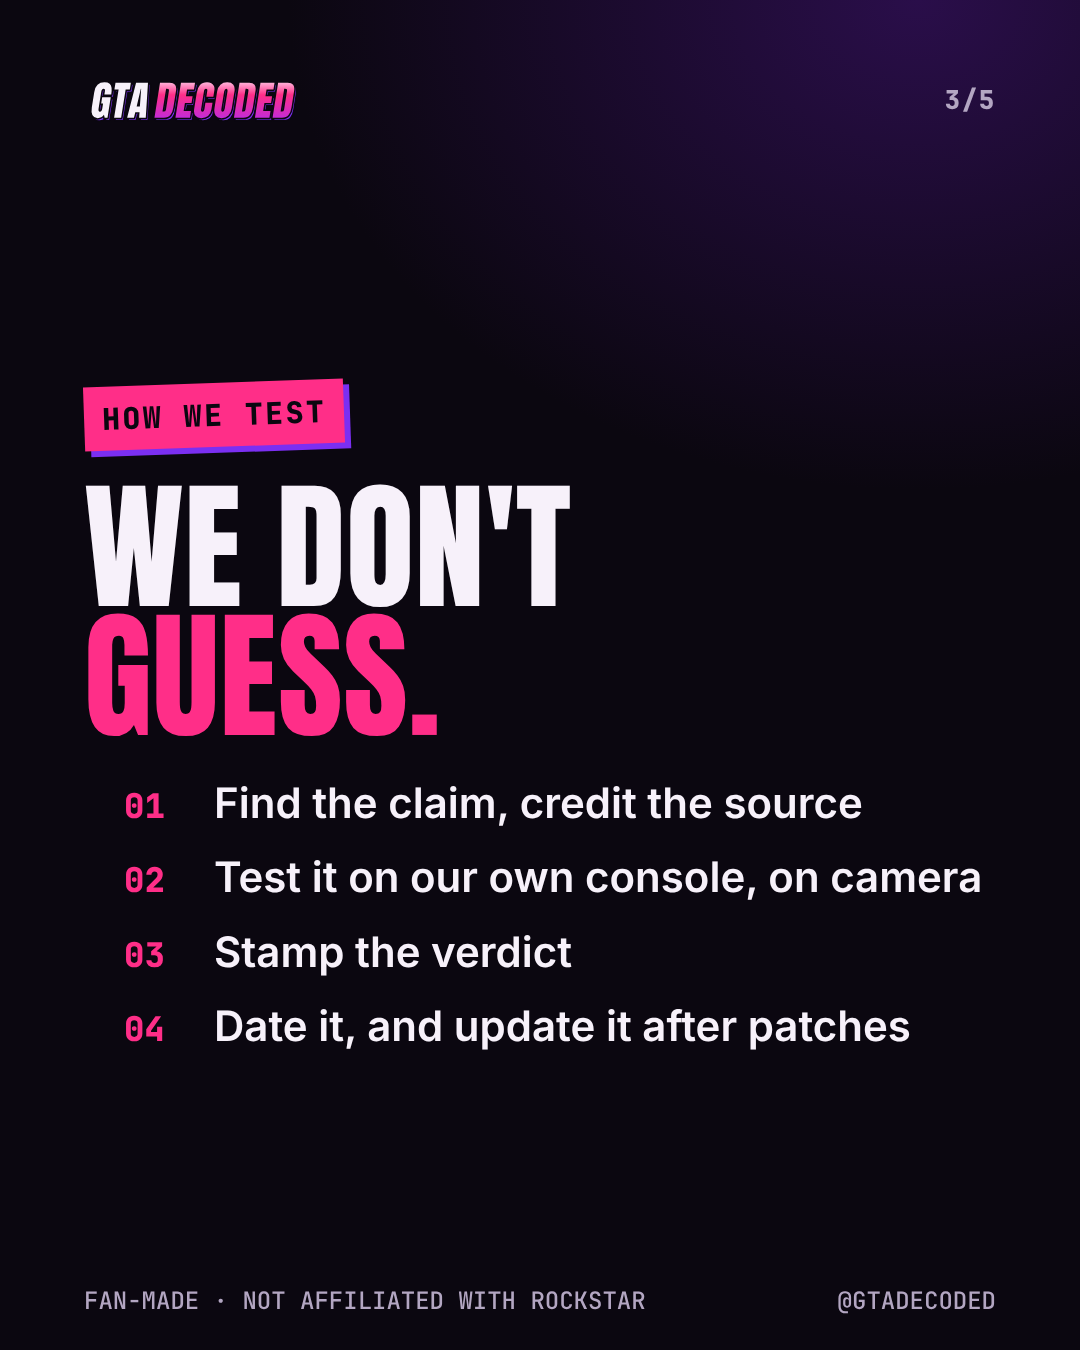 GTA DECODED
3/5
HOW WE TEST
WE DON'T
GUESS.
01 Find the claim, credit the source
02 Test it on our own console, on camera
03 Stamp the verdict
04 Date it, and update it after patches
FAN-MADE · NOT AFFILIATED WITH ROCKSTAR
@GTADECODED